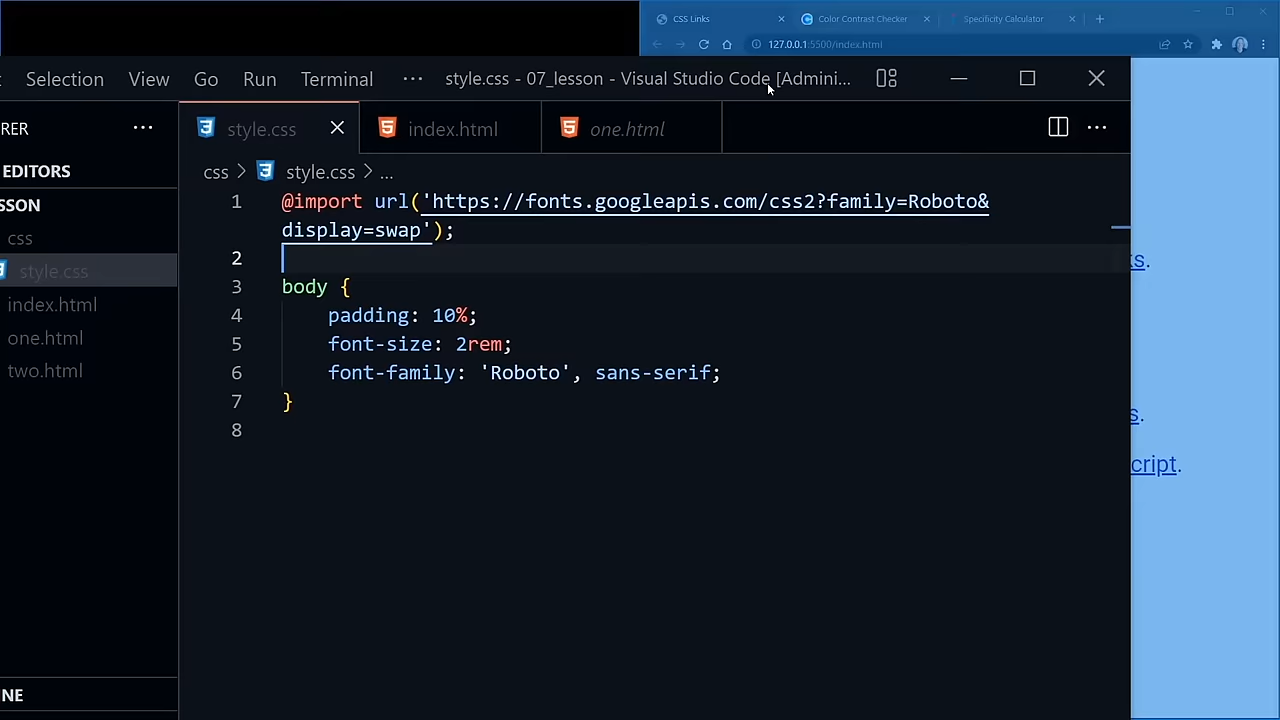 CSS Links
Color Contrast Checker
Specificity Calculator
127.0.0.1:5500/index.html
Selection View Go Run Terminal ··· style.css - 07_lesson - Visual Studio Code [Admini...
RER ···
style.css
index.html
one.html
EDITORS
css > style.css > ...
SSON
css
style.css
index.html
one.html
two.html
NE
1 @import url('https://fonts.googleapis.com/css2?family=Roboto&
display=swap');
2
3 body {
4 padding: 10%;
5 font-size: 2rem;
6 font-family: 'Roboto', sans-serif;
7 }
8
ks.
s.
cript.